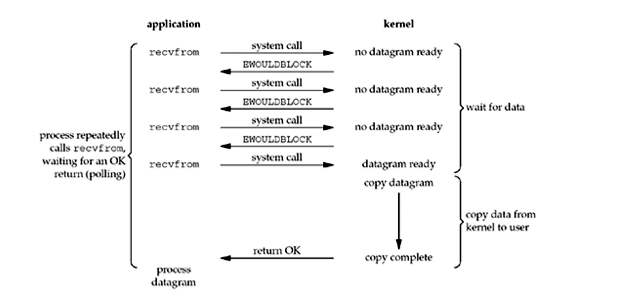 application kernel
recvfrom system call no datagram ready
EWOULDBLOCK
recvfrom system call no datagram ready
EWOULDBLOCK
wait for data
recvfrom system call no datagram ready
process repeatedly
calls recvfrom,
waiting for an OK
return (polling)
EWOULDBLOCK
recvfrom system call datagram ready
copy datagram
copy data from
kernel to user
return OK copy complete
process
datagram